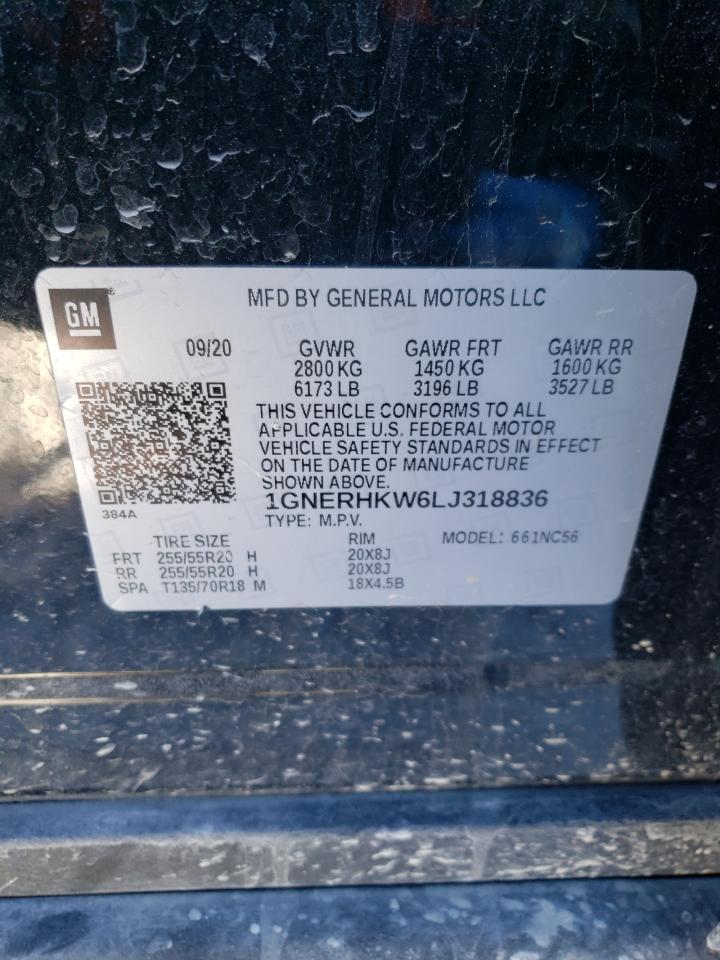 GM
MFD BY GENERAL MOTORS LLC
09/20 GVWR GAWR FRT GAWR RR
2800 KG 1450 KG 1600 KG
6173 LB 3196 LB 3527 LB
THIS VEHICLE CONFORMS TO ALL
APPLICABLE U.S. FEDERAL MOTOR
VEHICLE SAFETY STANDARDS IN EFFECT
ON THE DATE OF MANUFACTURE
SHOWN ABOVE.
384A
1GNERHKW6LJ318836
TYPE: M.P.V.
TIRE SIZE RIM MODEL: 661NC56
FRT 255/55R20 H 20X8J
RR 255/55R20 H 20X8J
SPA T135/70R18 M 18X4.5B